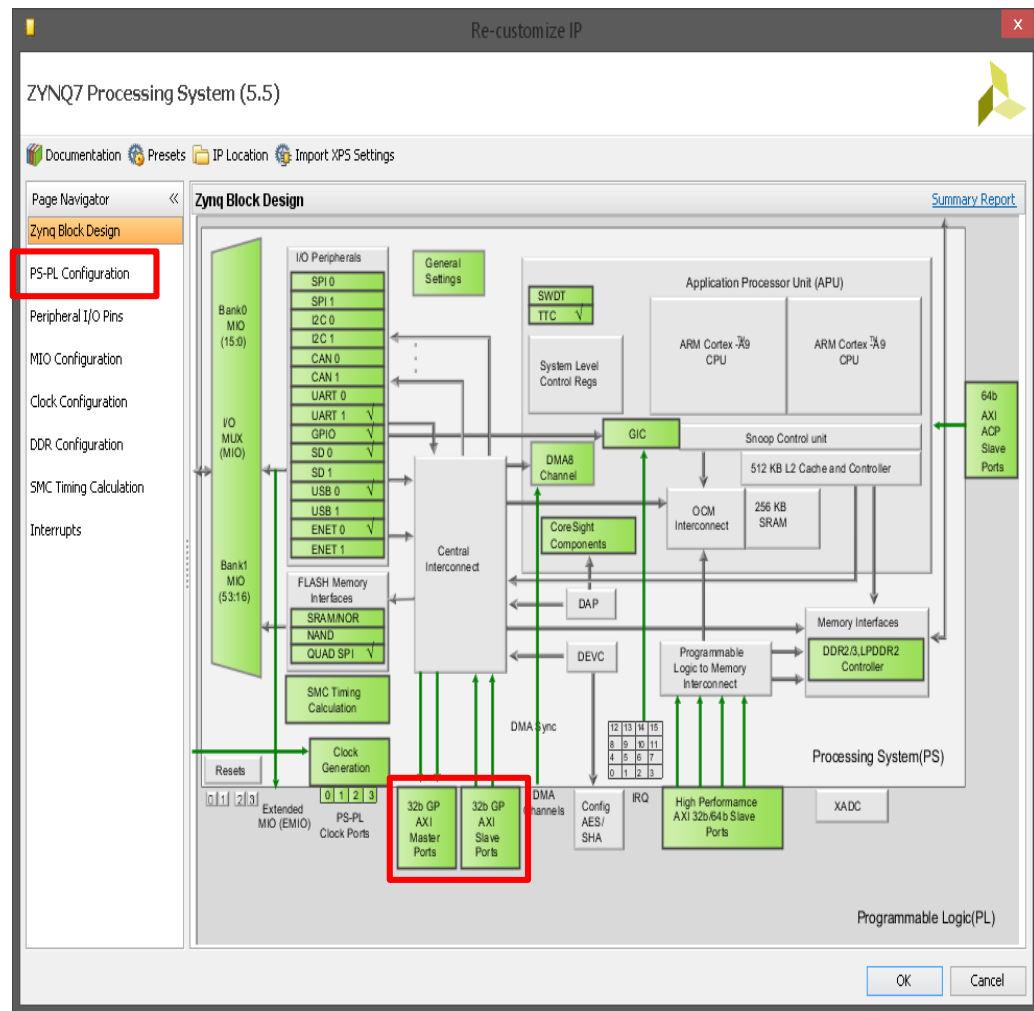 Re-customize IP
x
ZYNQ7 Processing System (5.5)
Documentation Presets IP Location Import XPS Settings
Page Navigator «
Zynq Block Design
PS-PL Configuration
Peripheral I/O Pins
MIO Configuration
Clock Configuration
DDR Configuration
SMC Timing Calculation
Interrupts
Zynq Block Design
Summary Report
Bank0
MIO
(15:0)
I/O
MUX
(MIO)
Bank1
MIO
(53:16)
I/O Peripherals
SPI 0
SPI 1
I2C 0
I2C 1
CAN 0
CAN 1
UART 0
UART 1 √
GPIO √
SD 0 √
SD 1
USB 0 √
USB 1
ENET 0 √
ENET 1
FLASH Memory
Interfaces
SRAM/NOR
NAND
QUAD SPI √
SMC Timing
Calculation
General
Settings
Application Processor Unit (APU)
SWDT
TTC √
System Level
Control Regs
ARM Cortex -A9
CPU
ARM Cortex -A9
CPU
GIC
Snoop Control unit
512 KB L2 Cache and Controller
DMA8
Channel
OCM
Interconnect
256 KB
SRAM
CoreSight
Components
Central
Interconnect
DAP
DEVC
Programmable
Logic to Memory
Interconnect
Memory Interfaces
DDR2/3,LPDDR2
Controller
64b
AXI
ACP
Slave
Ports
DMA Sync
12 13 14 15
8 9 10 11
4 5 6 7
0 1 2 3
Processing System(PS)
Resets
Clock
Generation
0 1 2 3
0 1 2 3
Extended
MIO (EMIO)
PS-PL
Clock Ports
32b GP
AXI
Master
Ports
32b GP
AXI
Slave
Ports
DMA
Channels
Config
AES/
SHA
IRQ
High Performamce
AXI 32b/64b Slave
Ports
XADC
Programmable Logic(PL)
OK
Cancel